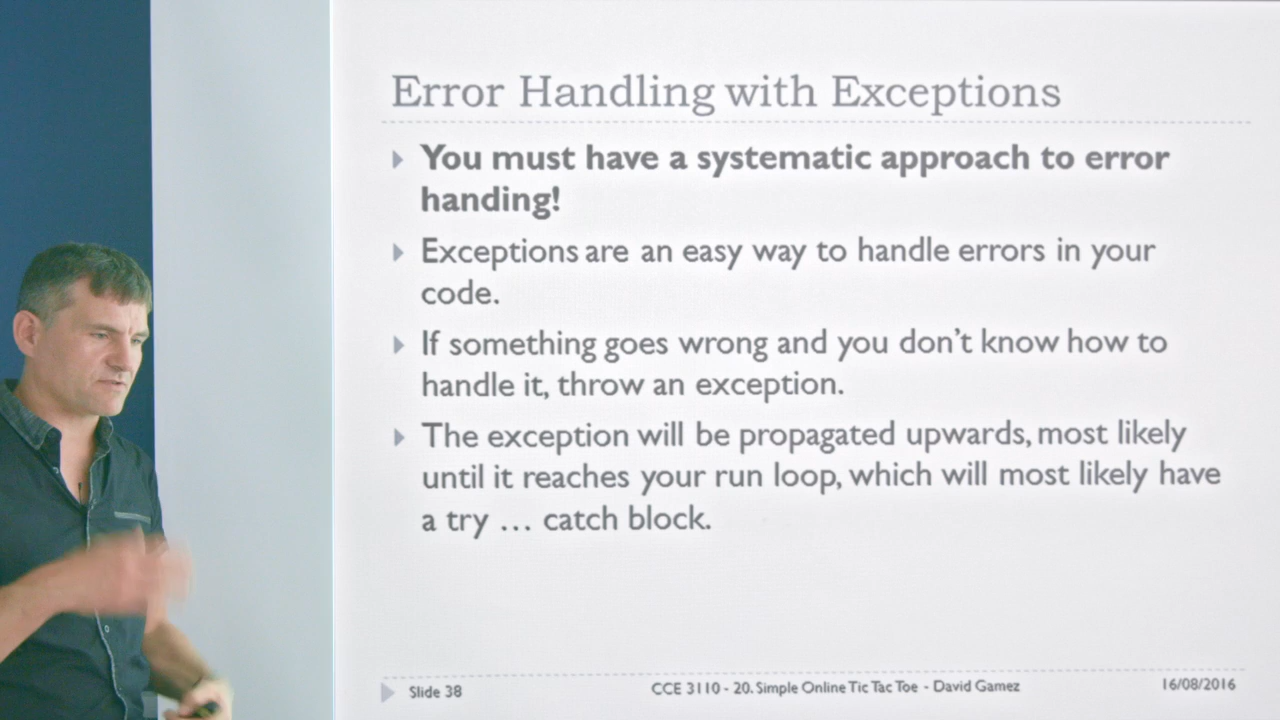 Error Handling with Exceptions
You must have a systematic approach to error
handing!
Exceptions are an easy way to handle errors in your
code.
If something goes wrong and you don't know how to
handle it, throw an exception.
The exception will be propagated upwards, most likely
until it reaches your run loop, which will most likely have
a try … catch block.
Slide 38
CCE 3110 - 20. Simple Online Tic Tac Toe - David Gamez
16/08/2016